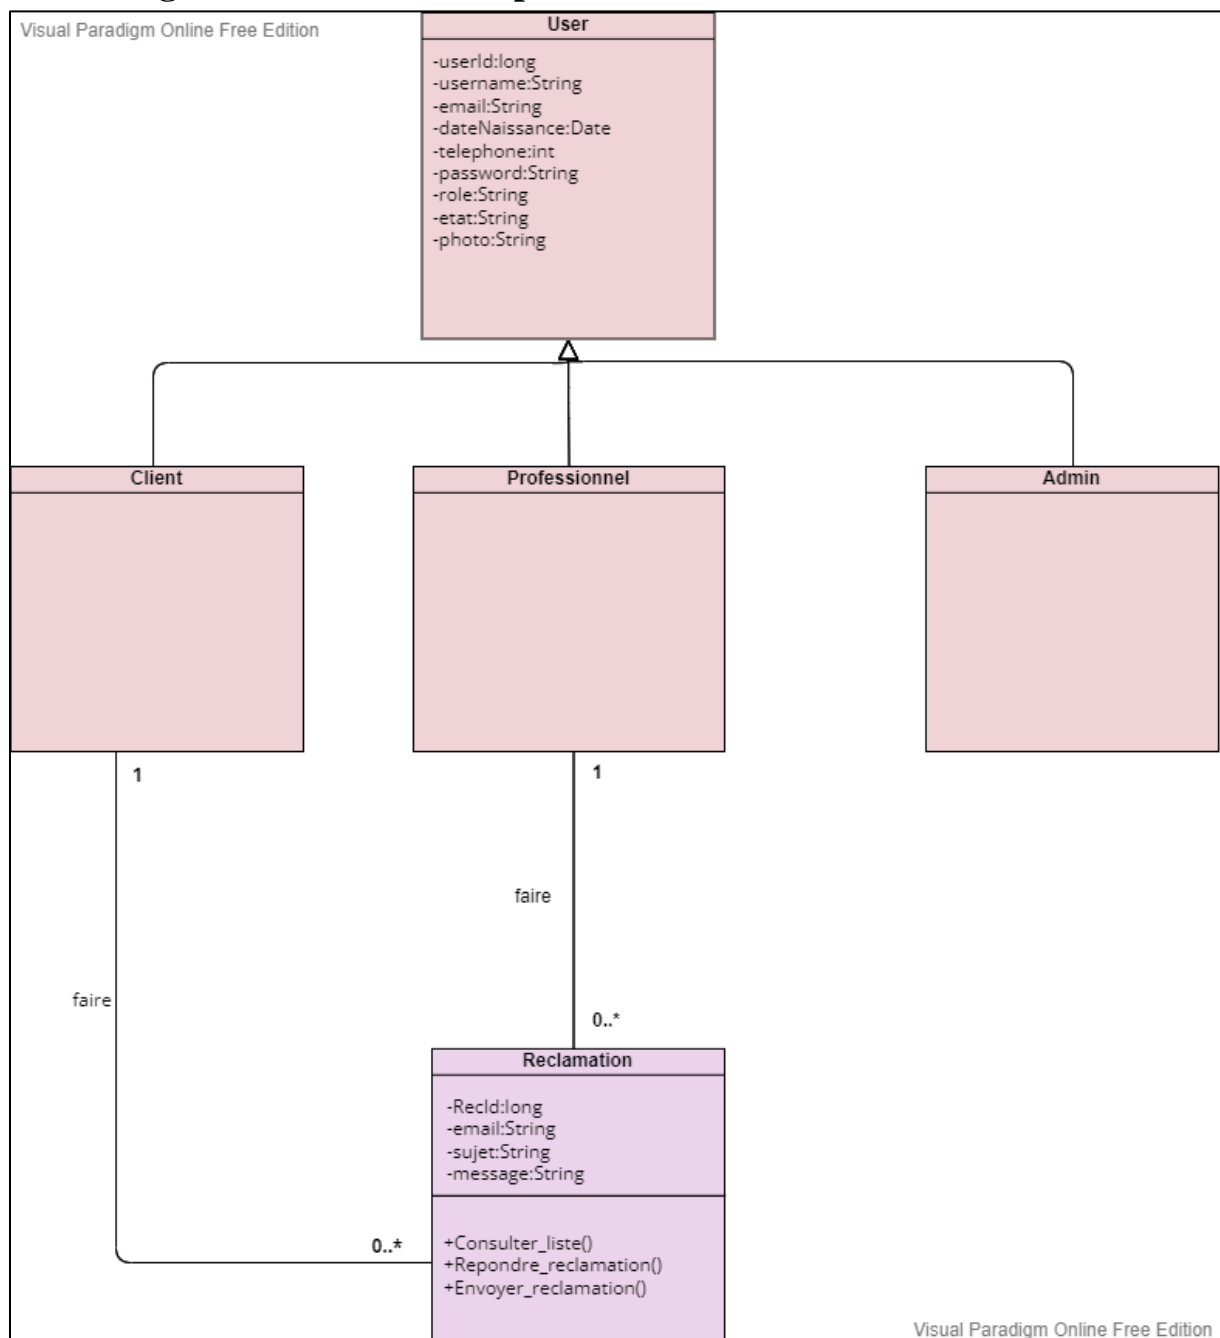 Visual Paradigm Online Free Edition
User
-userId:long
-username:String
-email:String
-dateNaissance:Date
-telephone:int
-password:String
-role:String
-etat:String
-photo:String
Client
Professionnel
Admin
1
1
faire
faire
0..*
Reclamation
-RecId:long
-email:String
-sujet:String
-message:String
0..*
+Consulter_liste()
+Repondre_reclamation()
+Envoyer_reclamation()
Visual Paradigm Online Free Edition